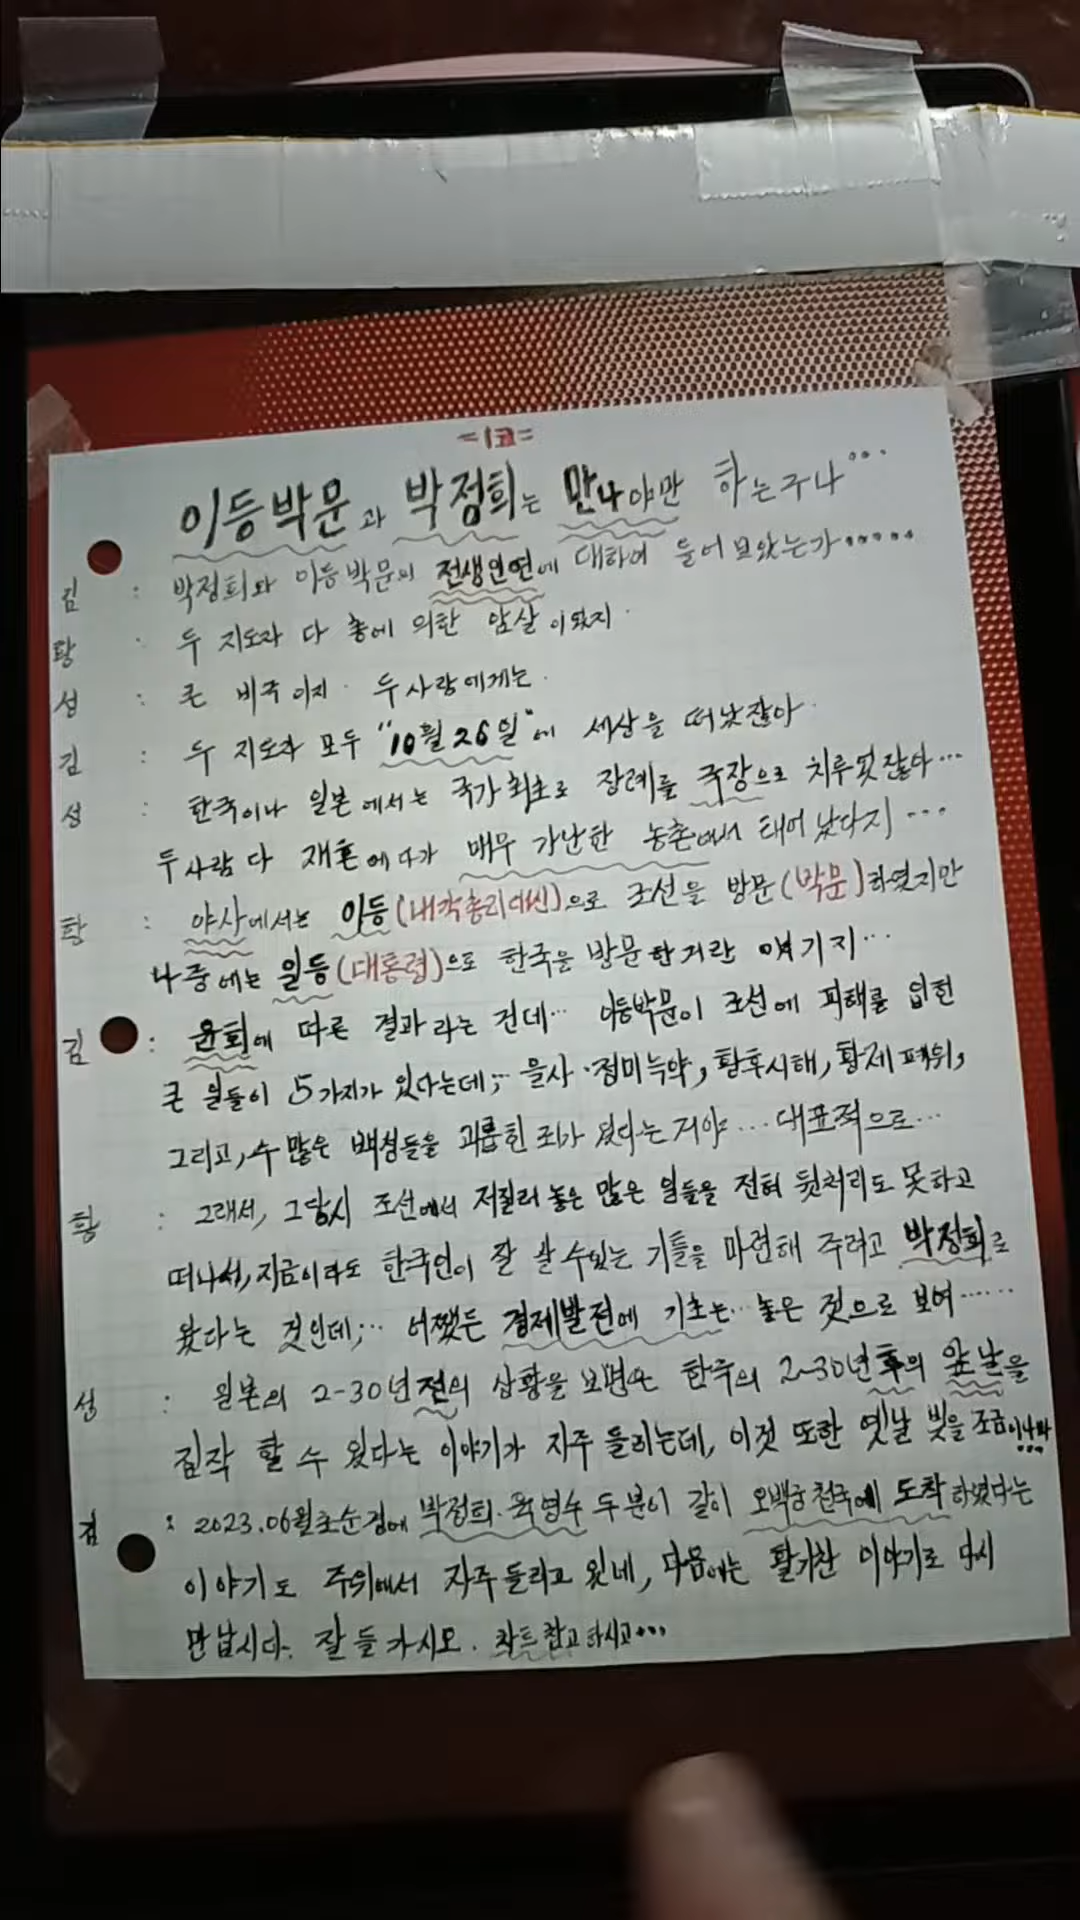 =1코=
이등박문과 박정희는 만나야만 하는구나...
김 : 박정희와 이등박문의 전생인연에 대하여 들어 보았는가.....
황 : 두 지도자 다 총에 의한 암살이었지.
성 : 큰 비극이지. 두사람에게는.
김 : 두 지도자 모두 "10월 26일"에 세상을 떠났잖아.
성 : 한국이나 일본에서는 국가 최초로 장례를 국장으로 치루었잖아...
두사람 다 재혼에다가 매우 가난한 농촌에서 태어났다지...
황 : 야사에서는 이등(내각총리대신)으로 조선을 방문(박문)하였지만
나중에는 일등(대통령)으로 한국을 방문한거란 얘기지...
김 : 윤회에 따른 결과라는 건데... 이등박문이 조선에 피해를 입힌
큰 일들이 5가지가 있다는데;.. 을사·정미늑약, 황후시해, 황제폐위,
그리고, 수 많은 백성들을 괴롭힌 죄가 있다는 거야... 대표적으로...
황 : 그래서, 그당시 조선에서 저질러 놓은 많은 일들을 전혀 뒷처리도 못하고
떠나서, 지금이라도 한국인이 잘 살 수있는 기틀을 마련해 주려고 박정희로
왔다는 것인데;... 어쨌든 경제발전에 기초는... 놓은 것으로 보여......
성 : 일본의 2-30년전의 상황을 보면은 한국의 2-30년後의 앞날을
짐작 할 수 있다는 이야기가 자주 들리는데, 이것 또한 옛날 빚을 조금이나마...
김 : 2023.06월초순경에 박정희.육영수 두분이 같이 오백궁천국에 도착하였다는
이야기도 주위에서 자주들리고 있네, 다음에는 활기찬 이야기로 다시
만납시다. 잘들가시오. 차트참고하시고...